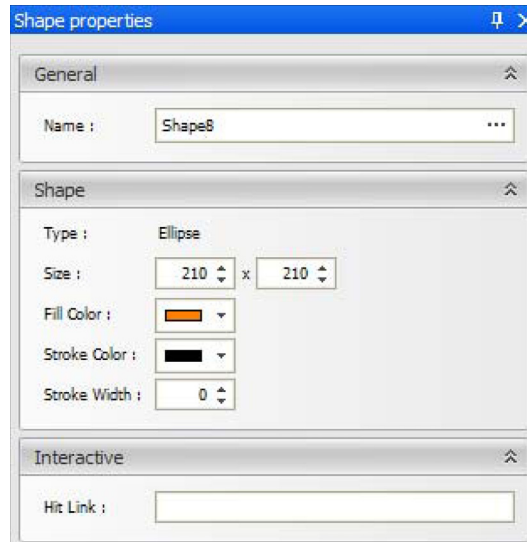 Shape properties
General
Name : Shape8 ...
Shape
Type : Ellipse
Size : 210 x 210
Fill Color :
Stroke Color :
Stroke Width : 0
Interactive
Hit Link :